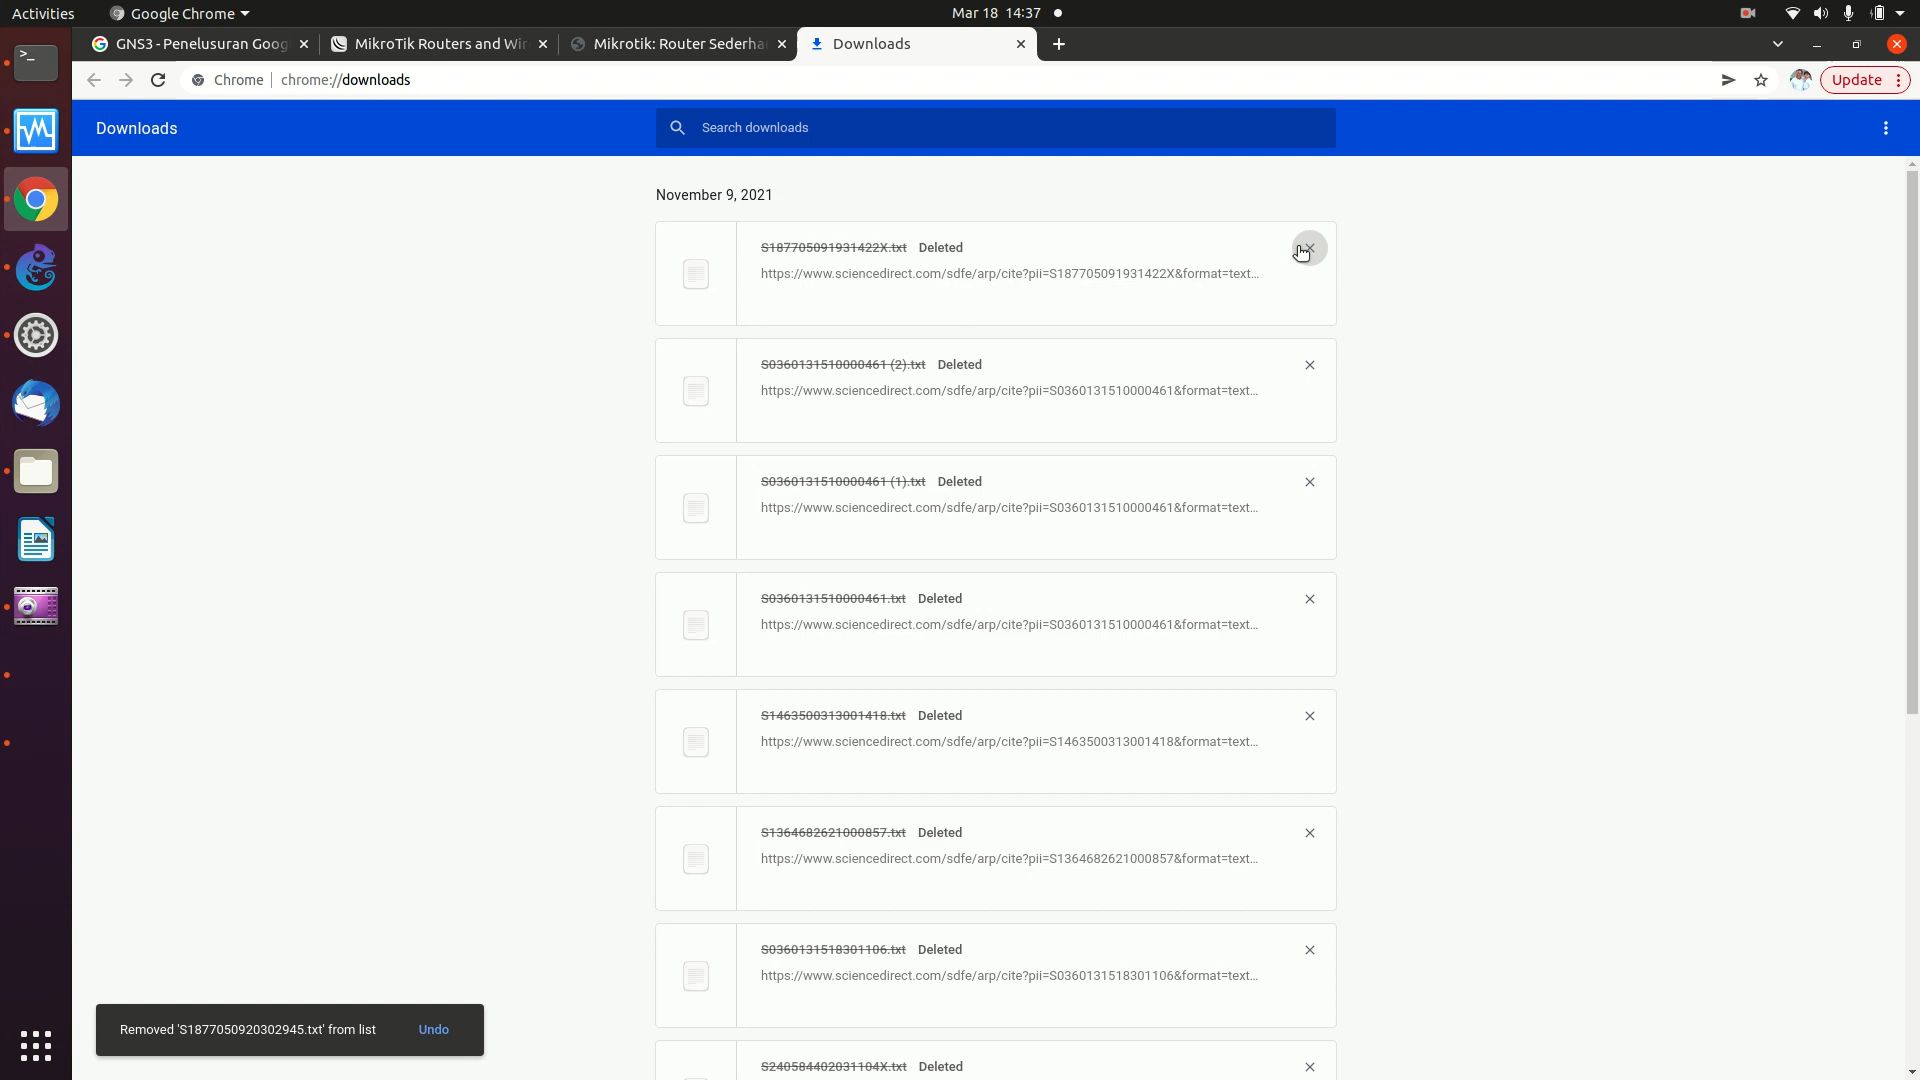 Activities
Google Chrome
Mar 18 14:37
GNS3 - Penelusuran Goog
MikroTik Routers and Wir
Mikrotik: Router Sederha
Downloads
Chrome
chrome://downloads
Update
Downloads
Search downloads
November 9, 2021
S187705091931422X.txt Deleted
https://www.sciencedirect.com/sdfe/arp/cite?pii=S187705091931422X&format=text...
S0360131510000461 (2).txt Deleted
https://www.sciencedirect.com/sdfe/arp/cite?pii=S0360131510000461&format=text...
S0360131510000461 (1).txt Deleted
https://www.sciencedirect.com/sdfe/arp/cite?pii=S0360131510000461&format=text...
S0360131510000461.txt Deleted
https://www.sciencedirect.com/sdfe/arp/cite?pii=S0360131510000461&format=text...
S1463500313001418.txt Deleted
https://www.sciencedirect.com/sdfe/arp/cite?pii=S1463500313001418&format=text...
S1364682621000857.txt Deleted
https://www.sciencedirect.com/sdfe/arp/cite?pii=S1364682621000857&format=text...
S0360131518301106.txt Deleted
https://www.sciencedirect.com/sdfe/arp/cite?pii=S0360131518301106&format=text...
Removed 'S1877050920302945.txt' from list
Undo
S240584402031104X.txt Deleted